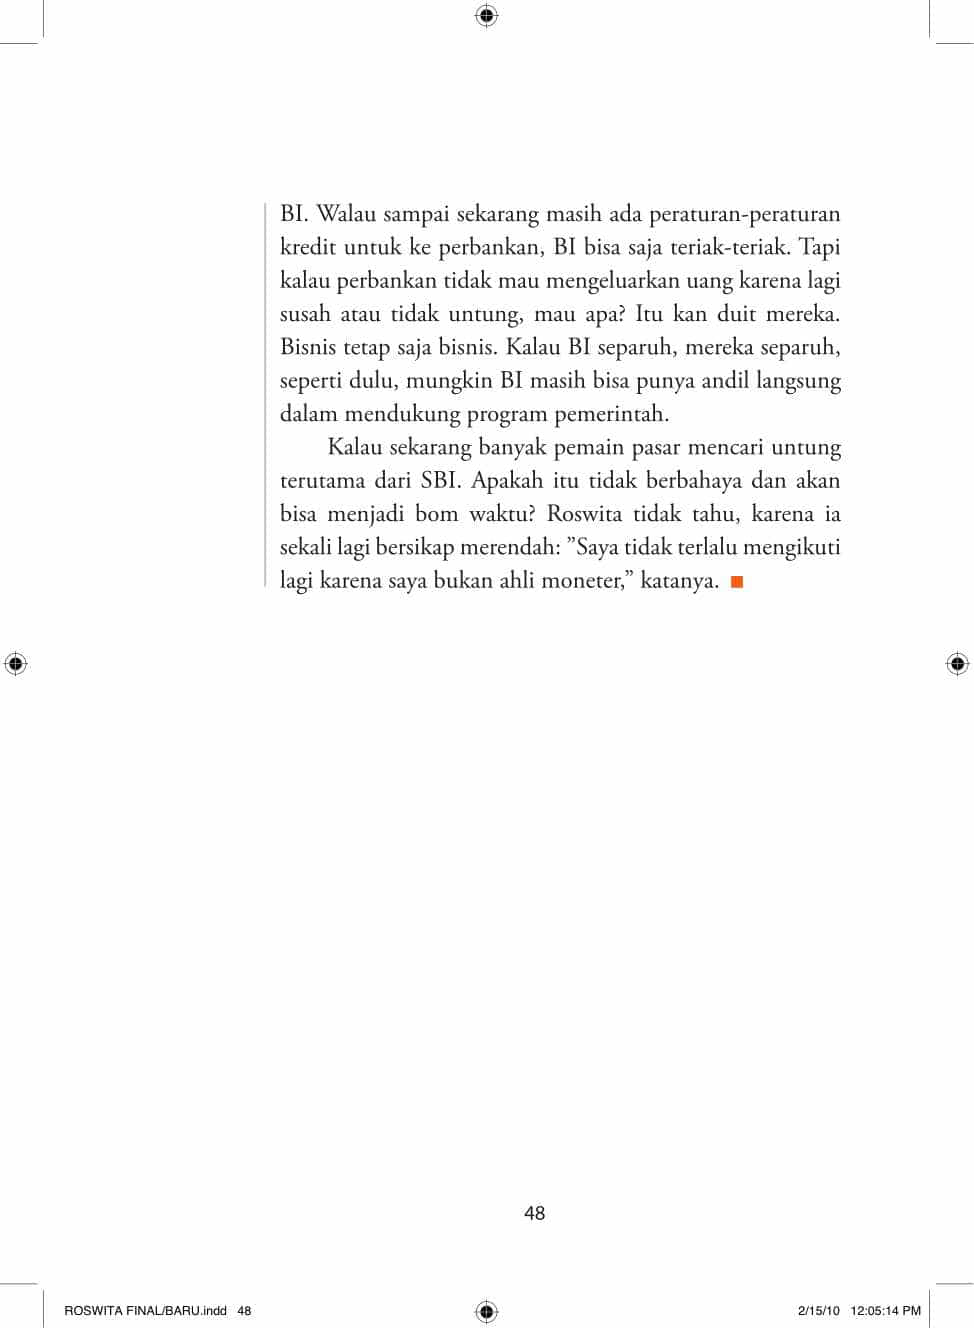 BI. Walau sampai sekarang masih ada peraturan-peraturan
kredit untuk ke perbankan, BI bisa saja teriak-teriak. Tapi
kalau perbankan tidak mau mengeluarkan uang karena lagi
susah atau tidak untung, mau apa? Itu kan duit mereka.
Bisnis tetap saja bisnis. Kalau BI separuh, mereka separuh,
seperti dulu, mungkin BI masih bisa punya andil langsung
dalam mendukung program pemerintah.
Kalau sekarang banyak pemain pasar mencari untung
terutama dari SBI. Apakah itu tidak berbahaya dan akan
bisa menjadi bom waktu? Roswita tidak tahu, karena ia
sekali lagi bersikap merendah: ”Saya tidak terlalu mengikuti
lagi karena saya bukan ahli moneter,” katanya.
48
ROSWITA FINAL/BARU.indd 48 2/15/10 12:05:14 PM